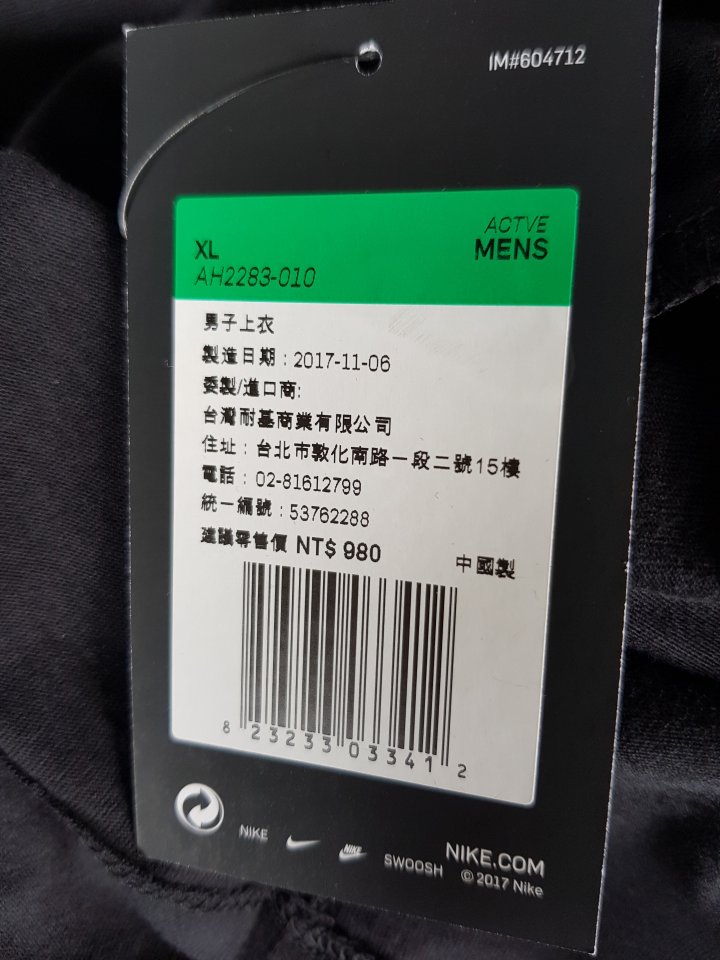 IM#604712
ACTVE
XL MENS
AH2283-010
男子上衣
製造日期：2017-11-06
委製/進口商:
台灣耐基商業有限公司
住址：台北市敦化南路一段二號15樓
電話：02-81612799
統一編號：53762288
建議零售價 NT$ 980
中國製
8 23233 03341 2
NIKE NIKE SWOOSH NIKE.COM
© 2017 Nike